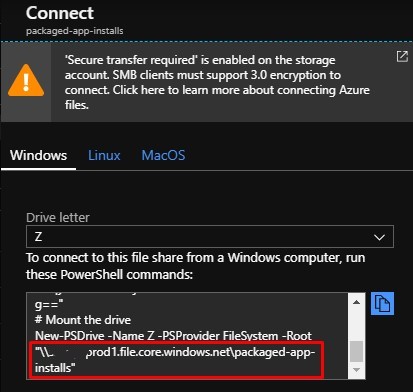 Connect
packaged-app-installs
'Secure transfer required' is enabled on the storage
account. SMB clients must support 3.0 encryption to
connect. Click here to learn more about connecting Azure
files.
Windows Linux MacOS
Drive letter
Z
To connect to this file share from a Windows computer, run
these PowerShell commands:
g=="
# Mount the drive
New-PSDrive -Name Z -PSProvider FileSystem -Root
"\\ prod1.file.core.windows.net\packaged-app-
installs"